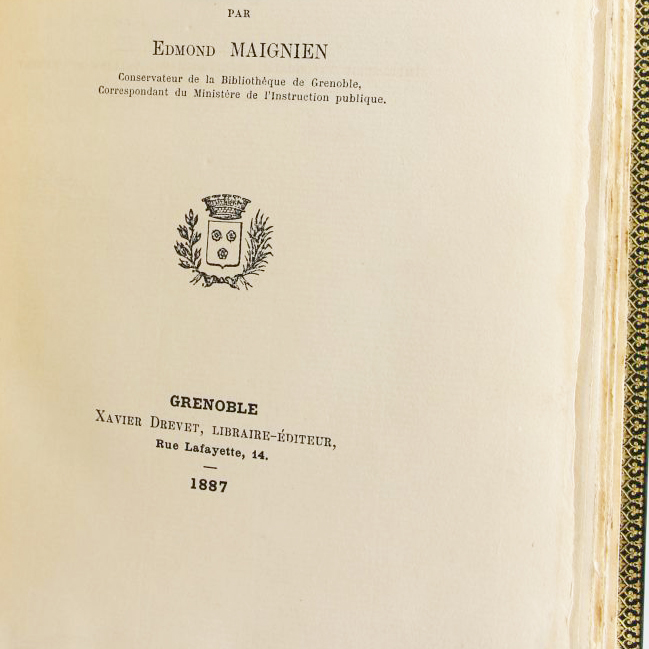 PAR
EDMOND MAIGNIEN
Conservateur de la Bibliothèque de Grenoble,
Correspondant du Ministère de l'Instruction publique.
GRENOBLE
XAVIER DREVET, LIBRAIRE-ÉDITEUR,
Rue Lafayette, 14.
1887